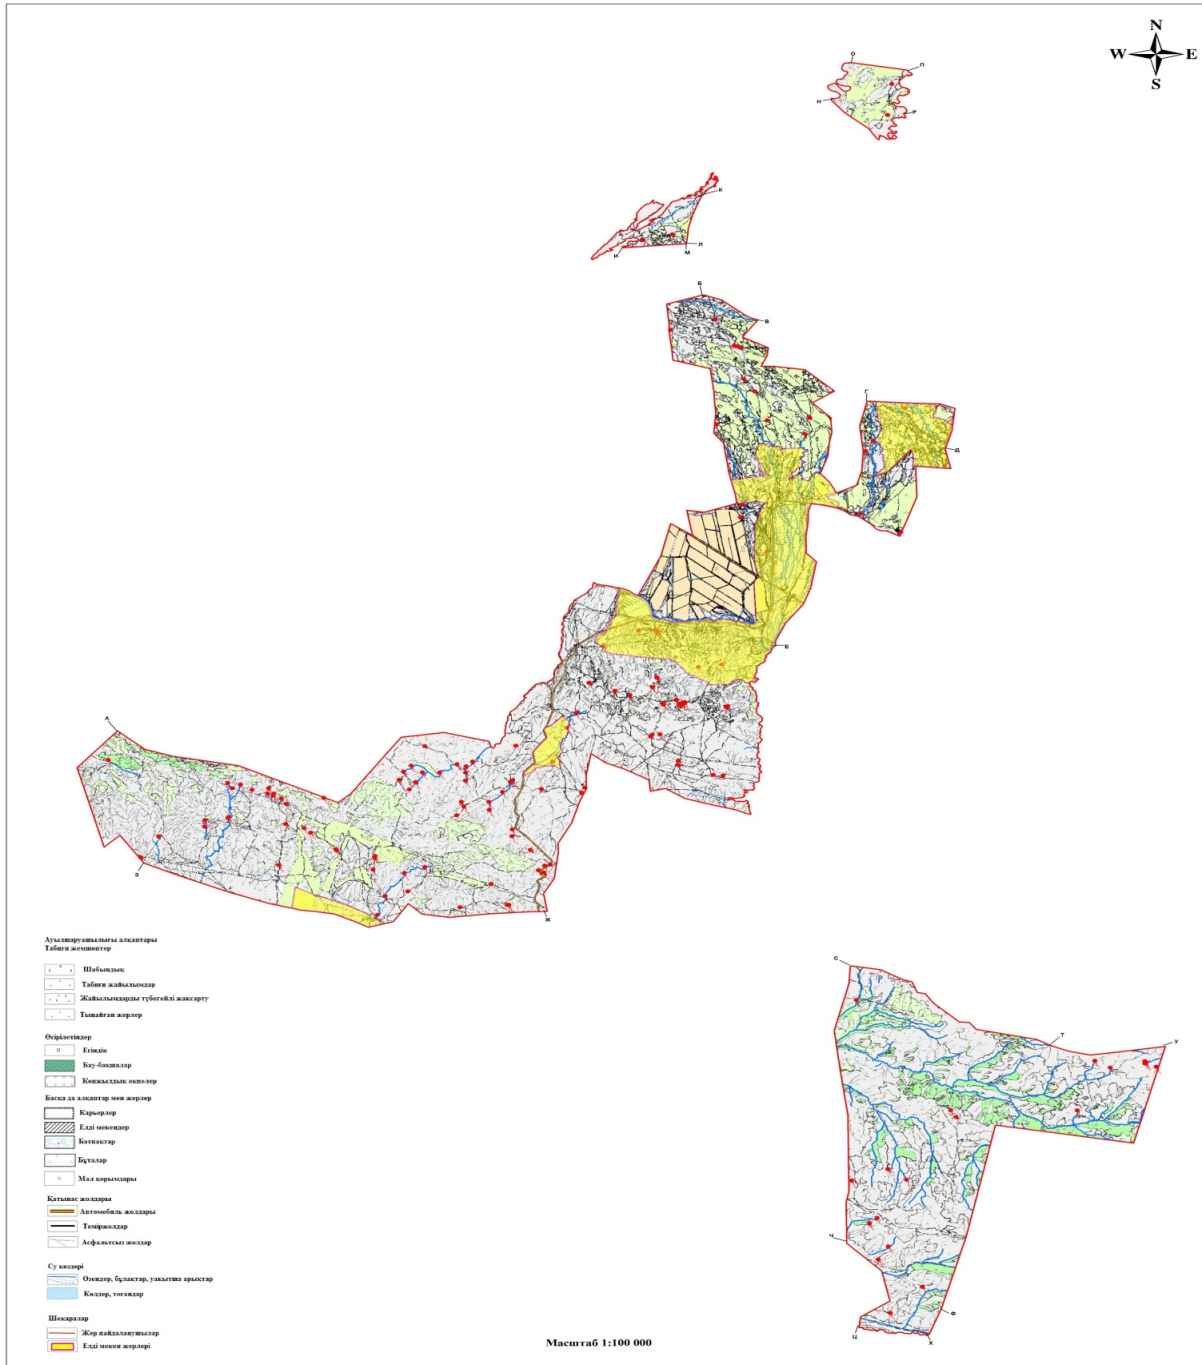 N
W E
S
О
П
Н
Р
К
Л
И
М
Б
В
Г
Д
Е
А
З
Ж
С
Т
У
Ч
Ф
Ц
Х
Ауылшаруашылығы алқаптары
Табиғи жемшөптер
Шабындық
Табиғи жайылымдар
Жайылымдарды түбегейлі жақсарту
Тыңайған жерлер
Өсірілетіндер
Егіндік
Бау-бақшалар
Көпжылдық екпелер
Басқа да алқаптар мен жерлер
Карьерлер
Елді мекендер
Батпақтар
Бұталар
Мал қорымдары
Қатынас жолдары
Автомобиль жолдары
Теміржолдар
Асфальтсыз жолдар
Су көздері
Өзендер, бұлақтар, уақытша арықтар
Көлдер, тоғандар
Шекаралар
Жер пайдаланушылар
Елді мекен жерлері
Масштаб 1:100 000